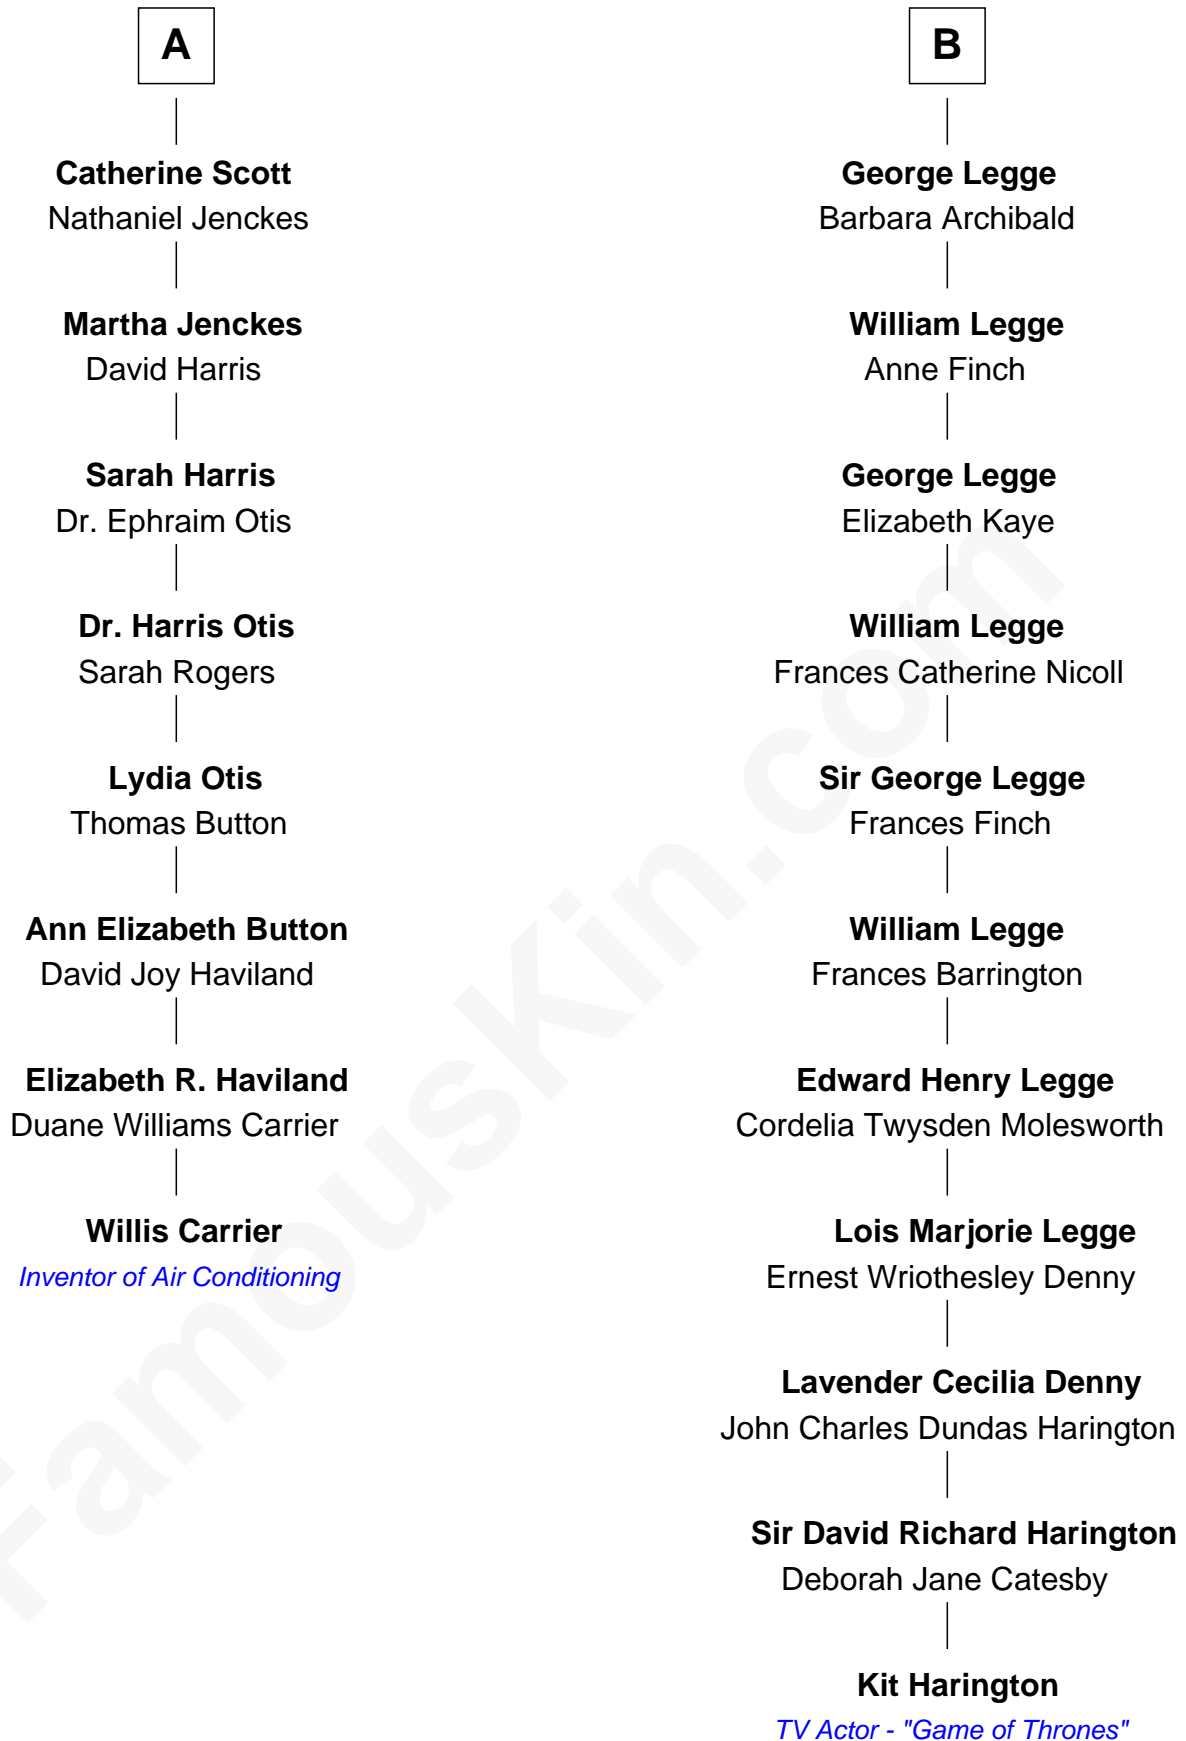 A
Catherine Scott
Nathaniel Jenckes
Martha Jenckes
David Harris
Sarah Harris
Dr. Ephraim Otis
Dr. Harris Otis
Sarah Rogers
Lydia Otis
Thomas Button
Ann Elizabeth Button
David Joy Haviland
Elizabeth R. Haviland
Duane Williams Carrier
Willis Carrier
Inventor of Air Conditioning
B
George Legge
Barbara Archibald
William Legge
Anne Finch
George Legge
Elizabeth Kaye
William Legge
Frances Catherine Nicoll
Sir George Legge
Frances Finch
William Legge
Frances Barrington
Edward Henry Legge
Cordelia Twysden Molesworth
Lois Marjorie Legge
Ernest Wriothesley Denny
Lavender Cecilia Denny
John Charles Dundas Harington
Sir David Richard Harington
Deborah Jane Catesby
Kit Harington
TV Actor - "Game of Thrones"
FamousKin.com